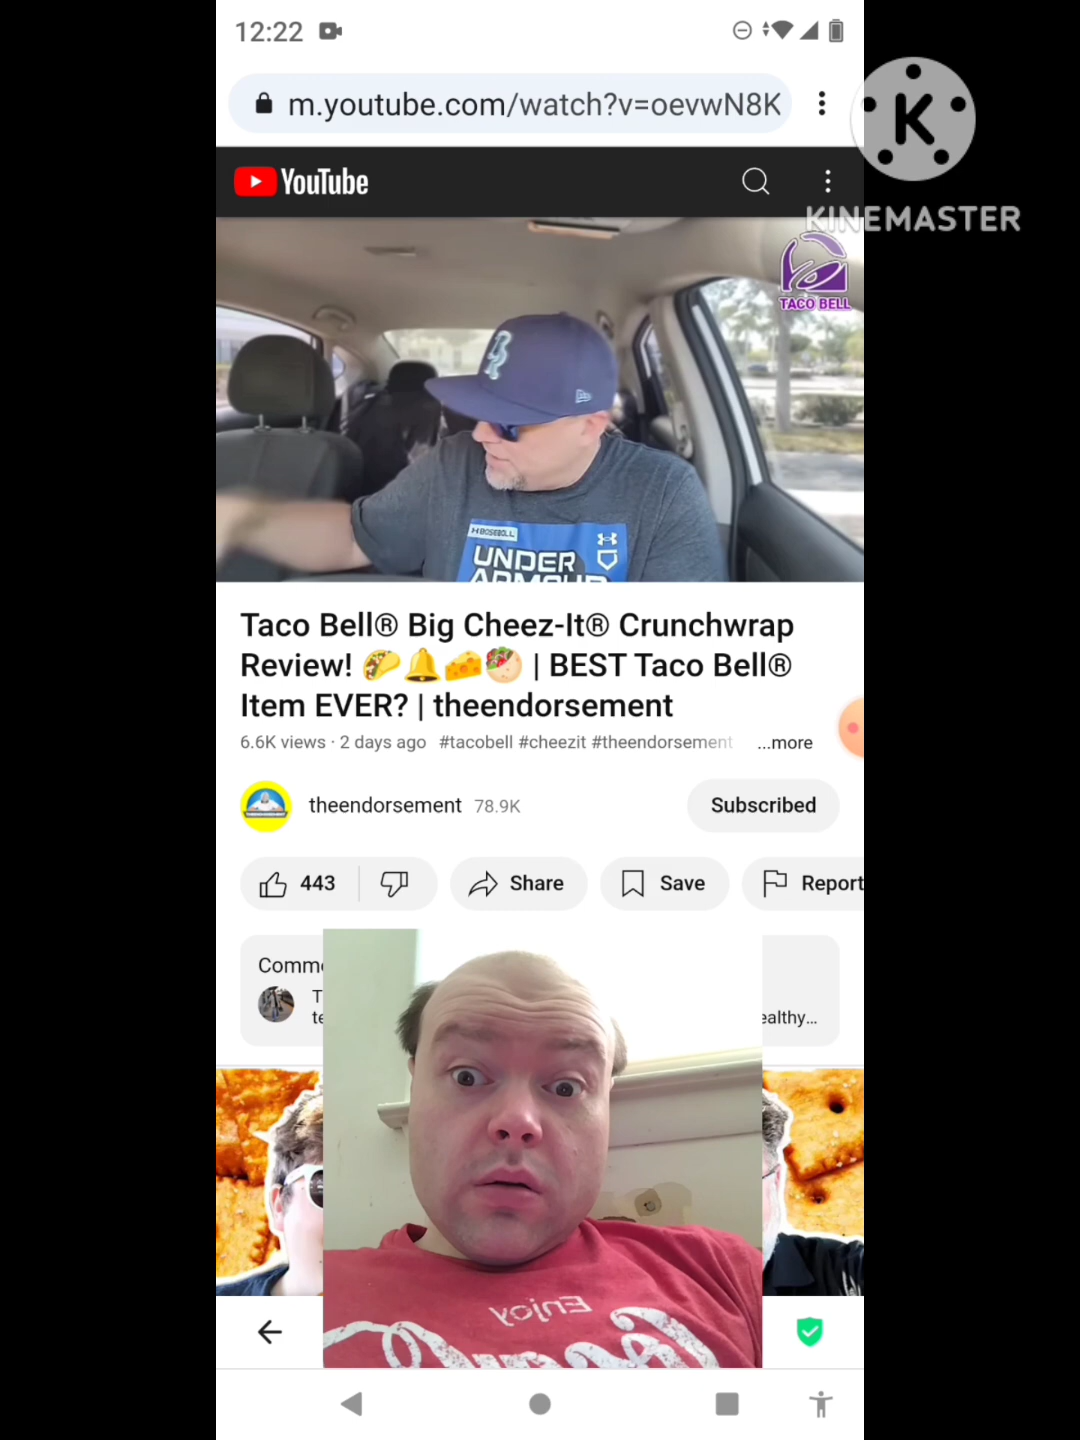 12:22
m.youtube.com/watch?v=oevwN8K
K
KINEMASTER
YouTube
TACO BELL
UNDER
Taco Bell® Big Cheez-It® Crunchwrap
Review! 🌮🔔🧀🥙 | BEST Taco Bell®
Item EVER? | theendorsement
6.6K views · 2 days ago #tacobell #cheezit #theendorsement ...more
theendorsement 78.9K Subscribed
443 Share Save Report
Comm
T
te ealthy...
Enjoy